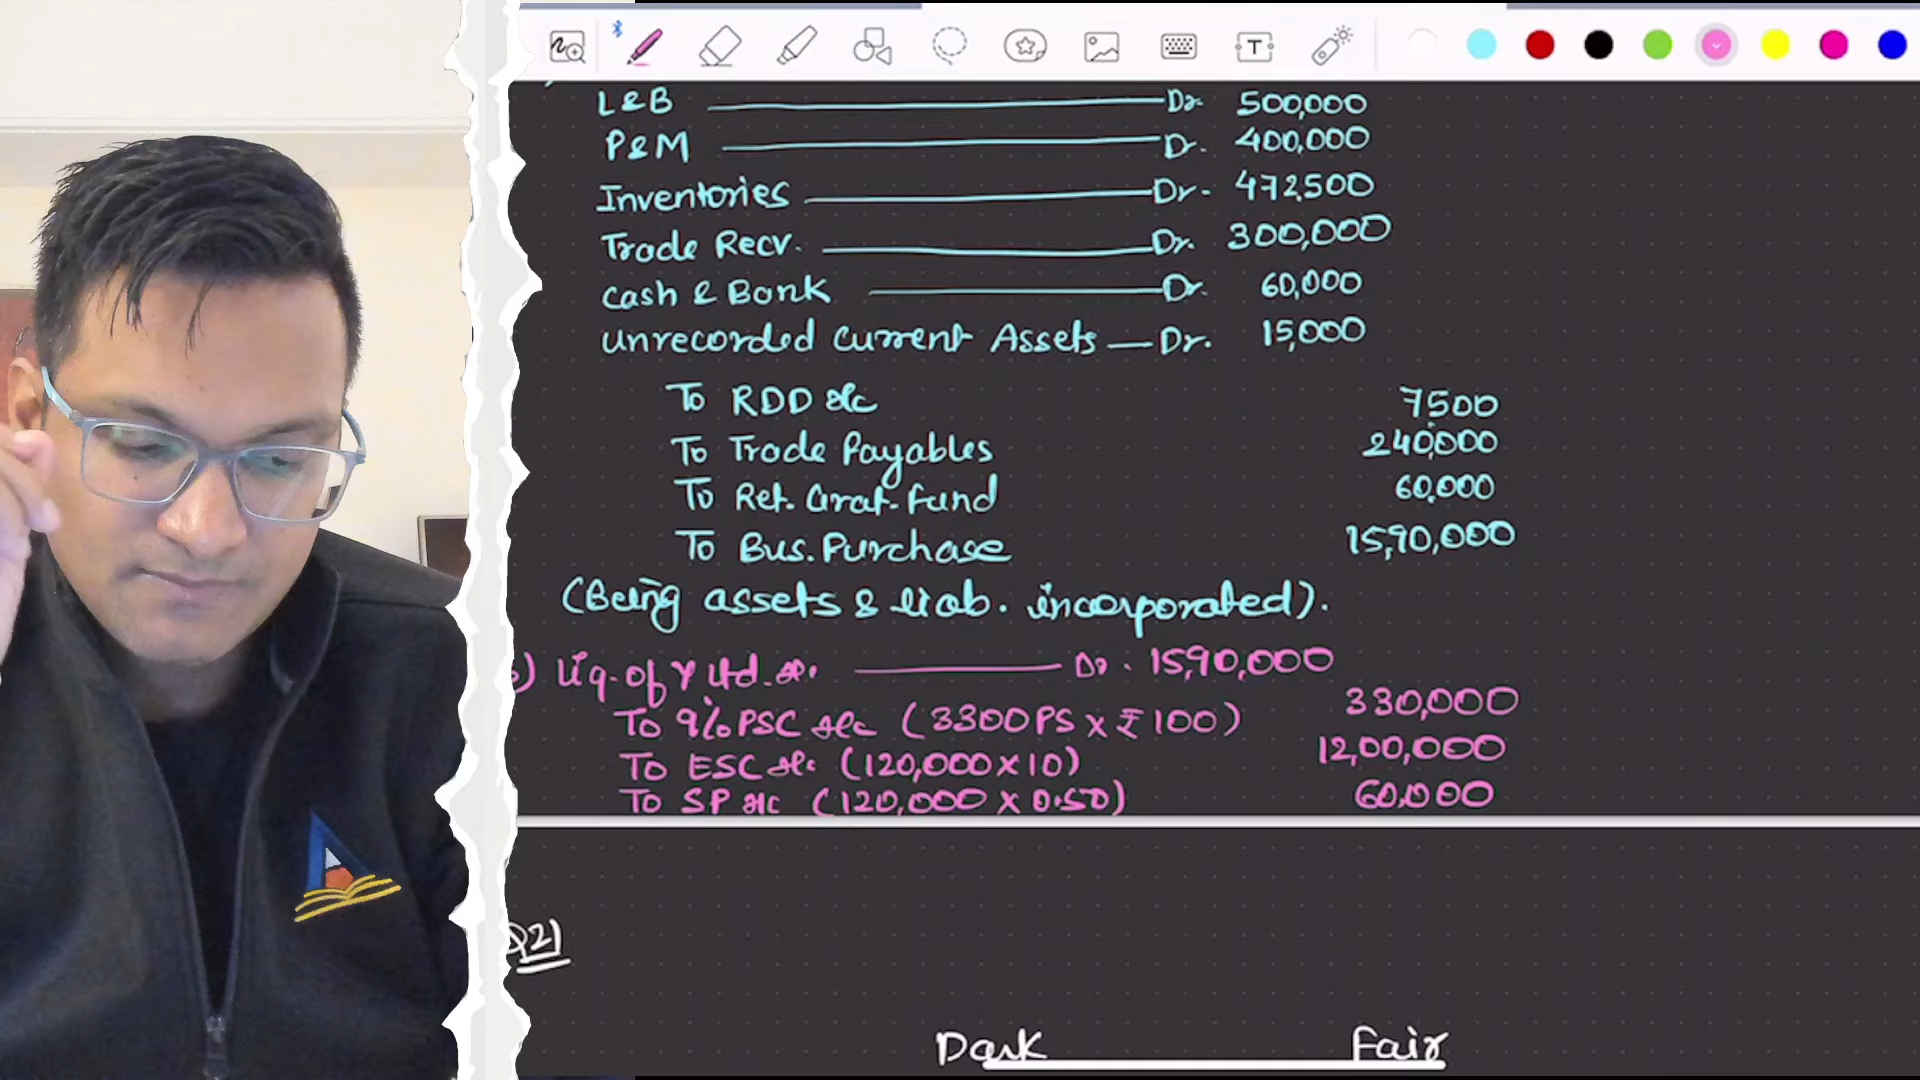 L&B Dr. 500,000
P&M D. 400,000
Inventories Dr. 472,500
Trade Recv. Dr. 300,000
Cash & Bank Dr. 60,000
Unrecorded Current Assets Dr. 15,000
To RDD a/c 7500
To Trade Payables 240,000
To Ret. Grat. Fund 60,000
To Bus. Purchase 15,90,000
(Being assets & liab. incorporated).
) Liq. of Y Ltd. a/c Dr. 15,90,000
To 9% PSC a/c (3300 PS x ₹100) 330,000
To ESC a/c (120,000 x 10) 12,00,000
To SP a/c (120,000 x 0.50) 60,000
Q2)
Dark Fair
T